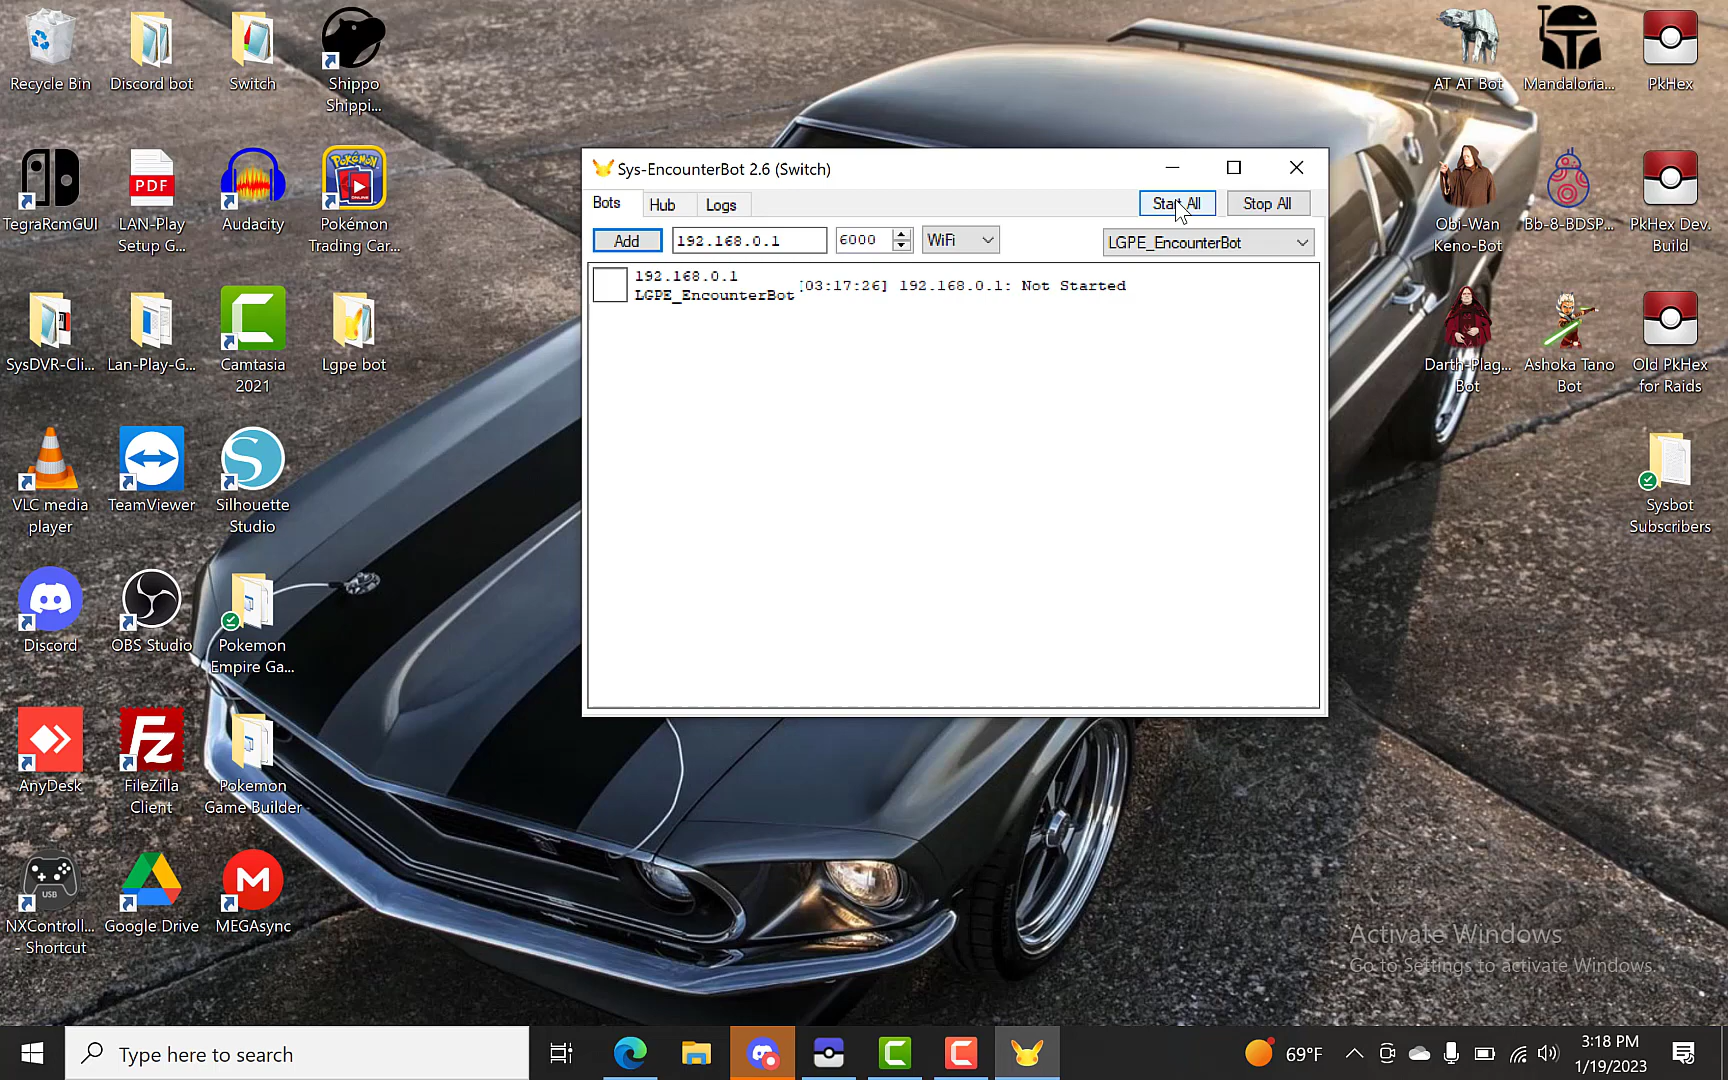 Recycle Bin
Discord bot
Switch
Shippo
Shippi...
TegraRcmGUI
PDF
LAN-Play
Setup G...
Audacity
Pokémon
ONLINE
Pokémon
Trading Car...
SysDVR-Cli...
Lan-Play-G...
Camtasia
2021
Lgpe bot
VLC media
player
TeamViewer
Silhouette
Studio
Discord
OBS Studio
Pokemon
Empire Ga...
AnyDesk
FileZilla
Client
Pokemon
Game Builder
USB
NXControll...
- Shortcut
Google Drive
MEGAsync
Sys-EncounterBot 2.6 (Switch)
Bots
Hub
Logs
Start All
Stop All
Add
192.168.0.1
6000
WiFi
LGPE_EncounterBot
192.168.0.1
LGPE_EncounterBot
[03:17:26] 192.168.0.1: Not Started
AT AT Bot
Mandaloria...
PkHex
Obi-Wan
Keno-Bot
Bb-8-BDSP...
PkHex Dev.
Build
Darth-Plag...
Bot
Ashoka Tano
Bot
Old PkHex
for Raids
Sysbot
Subscribers
Activate Windows
Go to Settings to activate Windows.
Type here to search
69°F
3:18 PM
1/19/2023